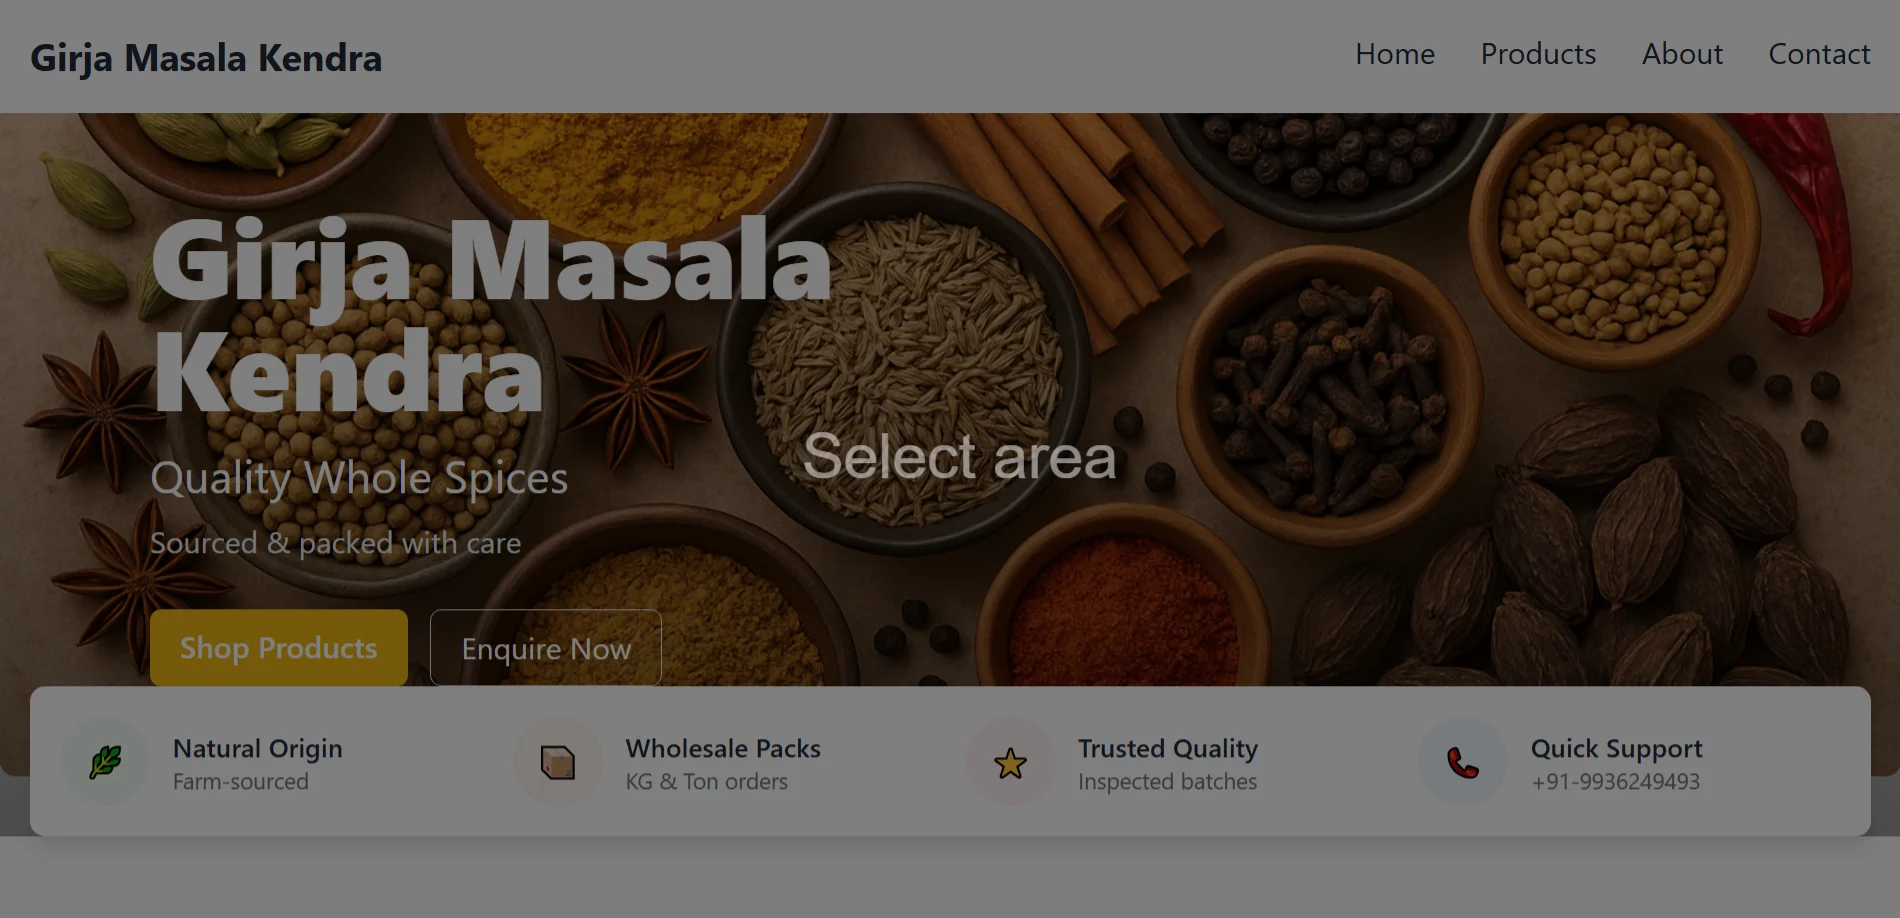 Girja Masala Kendra
Home Products About Contact
Girja Masala
Kendra
Select area
Quality Whole Spices
Sourced & packed with care
Shop Products Enquire Now
Natural Origin
Farm-sourced
Wholesale Packs
KG & Ton orders
Trusted Quality
Inspected batches
Quick Support
+91-9936249493